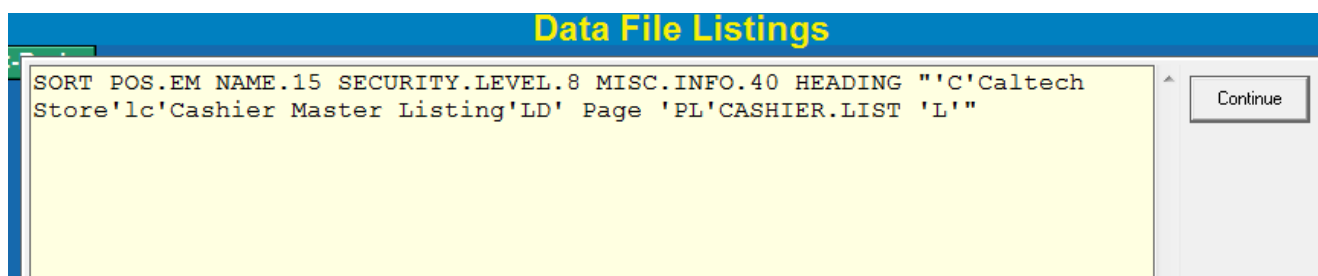 Data File Listings
SORT POS.EM NAME.15 SECURITY.LEVEL.8 MISC.INFO.40 HEADING "'C'Caltech
Store'lc'Cashier Master Listing'LD' Page 'PL'CASHIER.LIST 'L'"
Continue